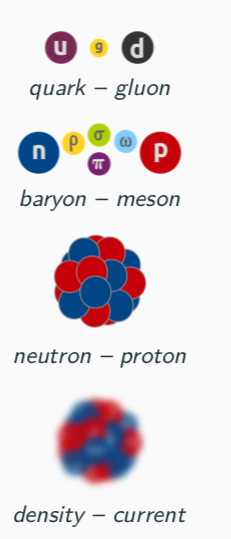 u g d
quark – gluon
n ρ σ π ω p
baryon – meson
neutron – proton
density – current